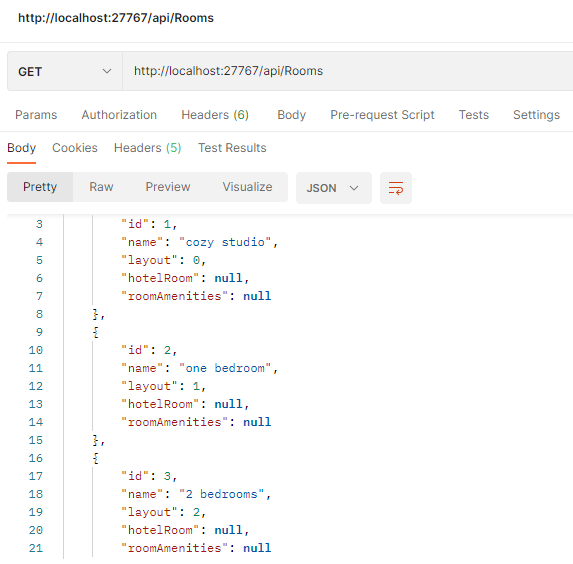 http://localhost:27767/api/Rooms
GET http://localhost:27767/api/Rooms
Params Authorization Headers (6) Body Pre-request Script Tests Settings
Body Cookies Headers (5) Test Results
Pretty Raw Preview Visualize JSON
3 "id": 1,
4 "name": "cozy studio",
5 "layout": 0,
6 "hotelRoom": null,
7 "roomAmenities": null
8 },
9 {
10 "id": 2,
11 "name": "one bedroom",
12 "layout": 1,
13 "hotelRoom": null,
14 "roomAmenities": null
15 },
16 {
17 "id": 3,
18 "name": "2 bedrooms",
19 "layout": 2,
20 "hotelRoom": null,
21 "roomAmenities": null